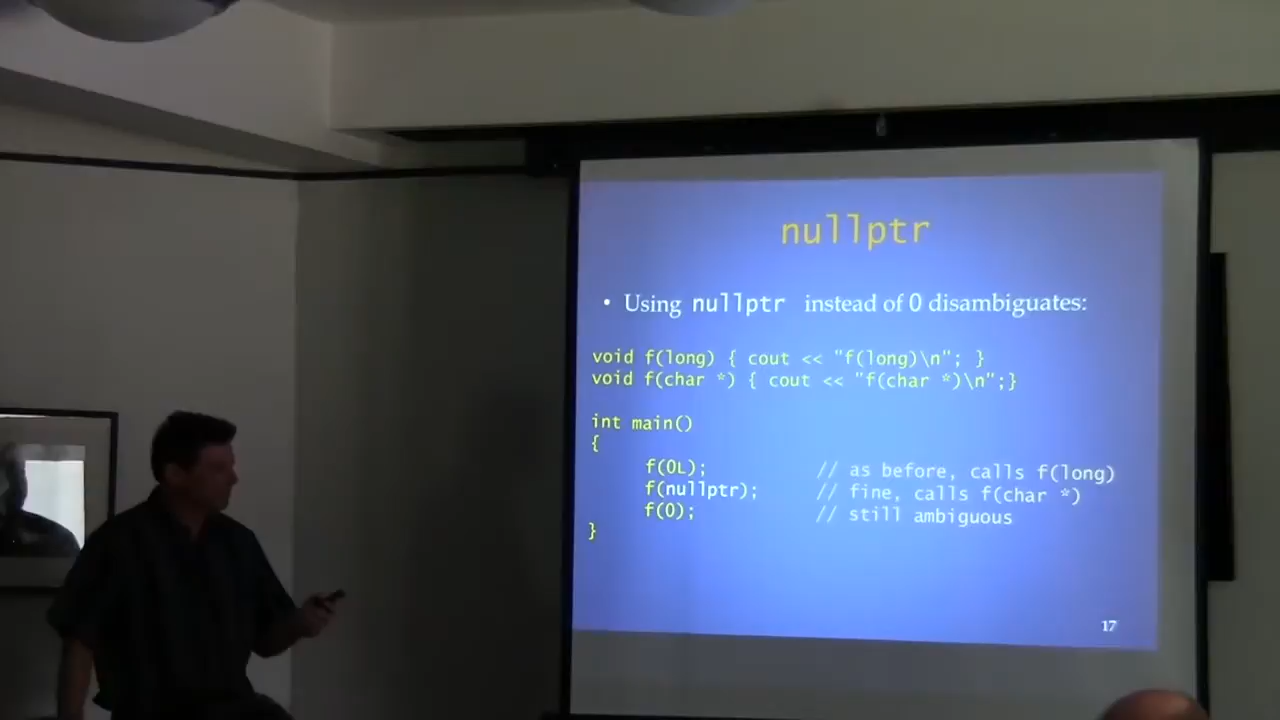 nullptr
• Using nullptr instead of 0 disambiguates:
void f(long) { cout << "f(long)\n"; }
void f(char *) { cout << "f(char *)\n";}
int main()
{
f(0L); // as before, calls f(long)
f(nullptr); // fine, calls f(char *)
f(0); // still ambiguous
}
17